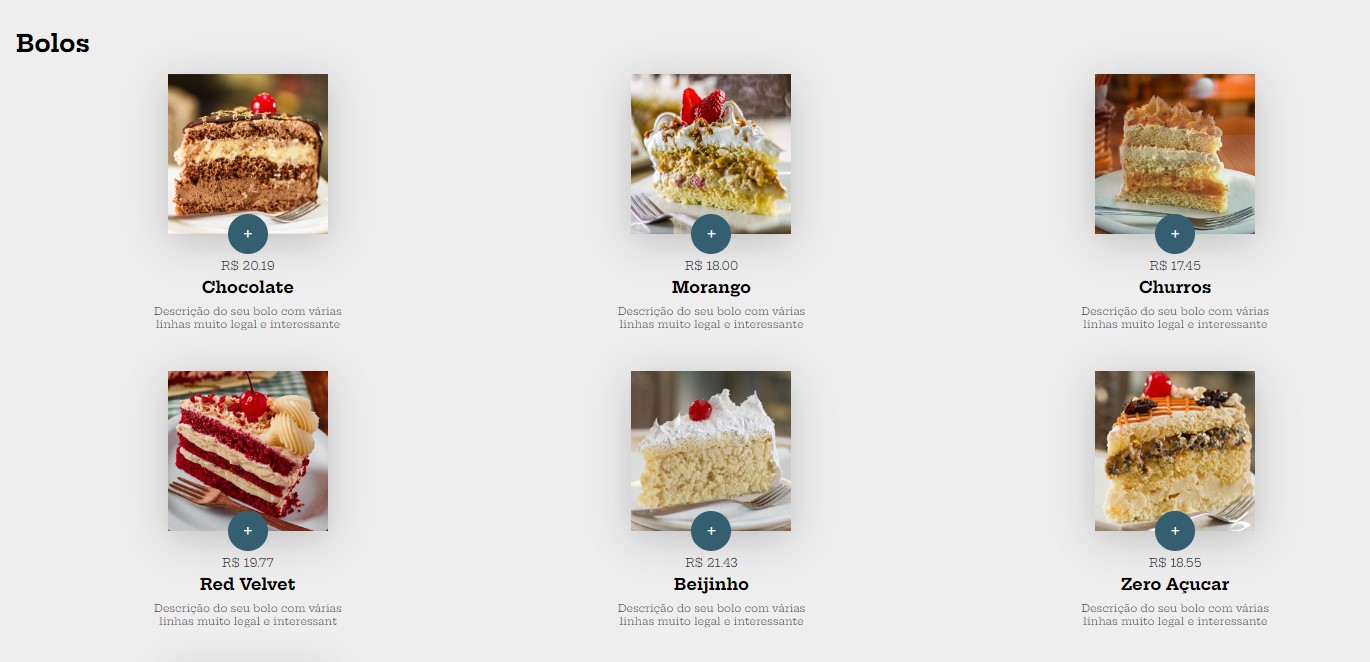 Bolos
+
+
+
R$ 20.19
R$ 18.00
R$ 17.45
Chocolate
Morango
Churros
Descrição do seu bolo com várias
linhas muito legal e interessante
Descrição do seu bolo com várias
linhas muito legal e interessante
Descrição do seu bolo com várias
linhas muito legal e interessante
+
+
+
R$ 19.77
R$ 21.43
R$ 18.55
Red Velvet
Beijinho
Zero Açucar
Descrição do seu bolo com várias
linhas muito legal e interessant
Descrição do seu bolo com várias
linhas muito legal e interessante
Descrição do seu bolo com várias
linhas muito legal e interessante